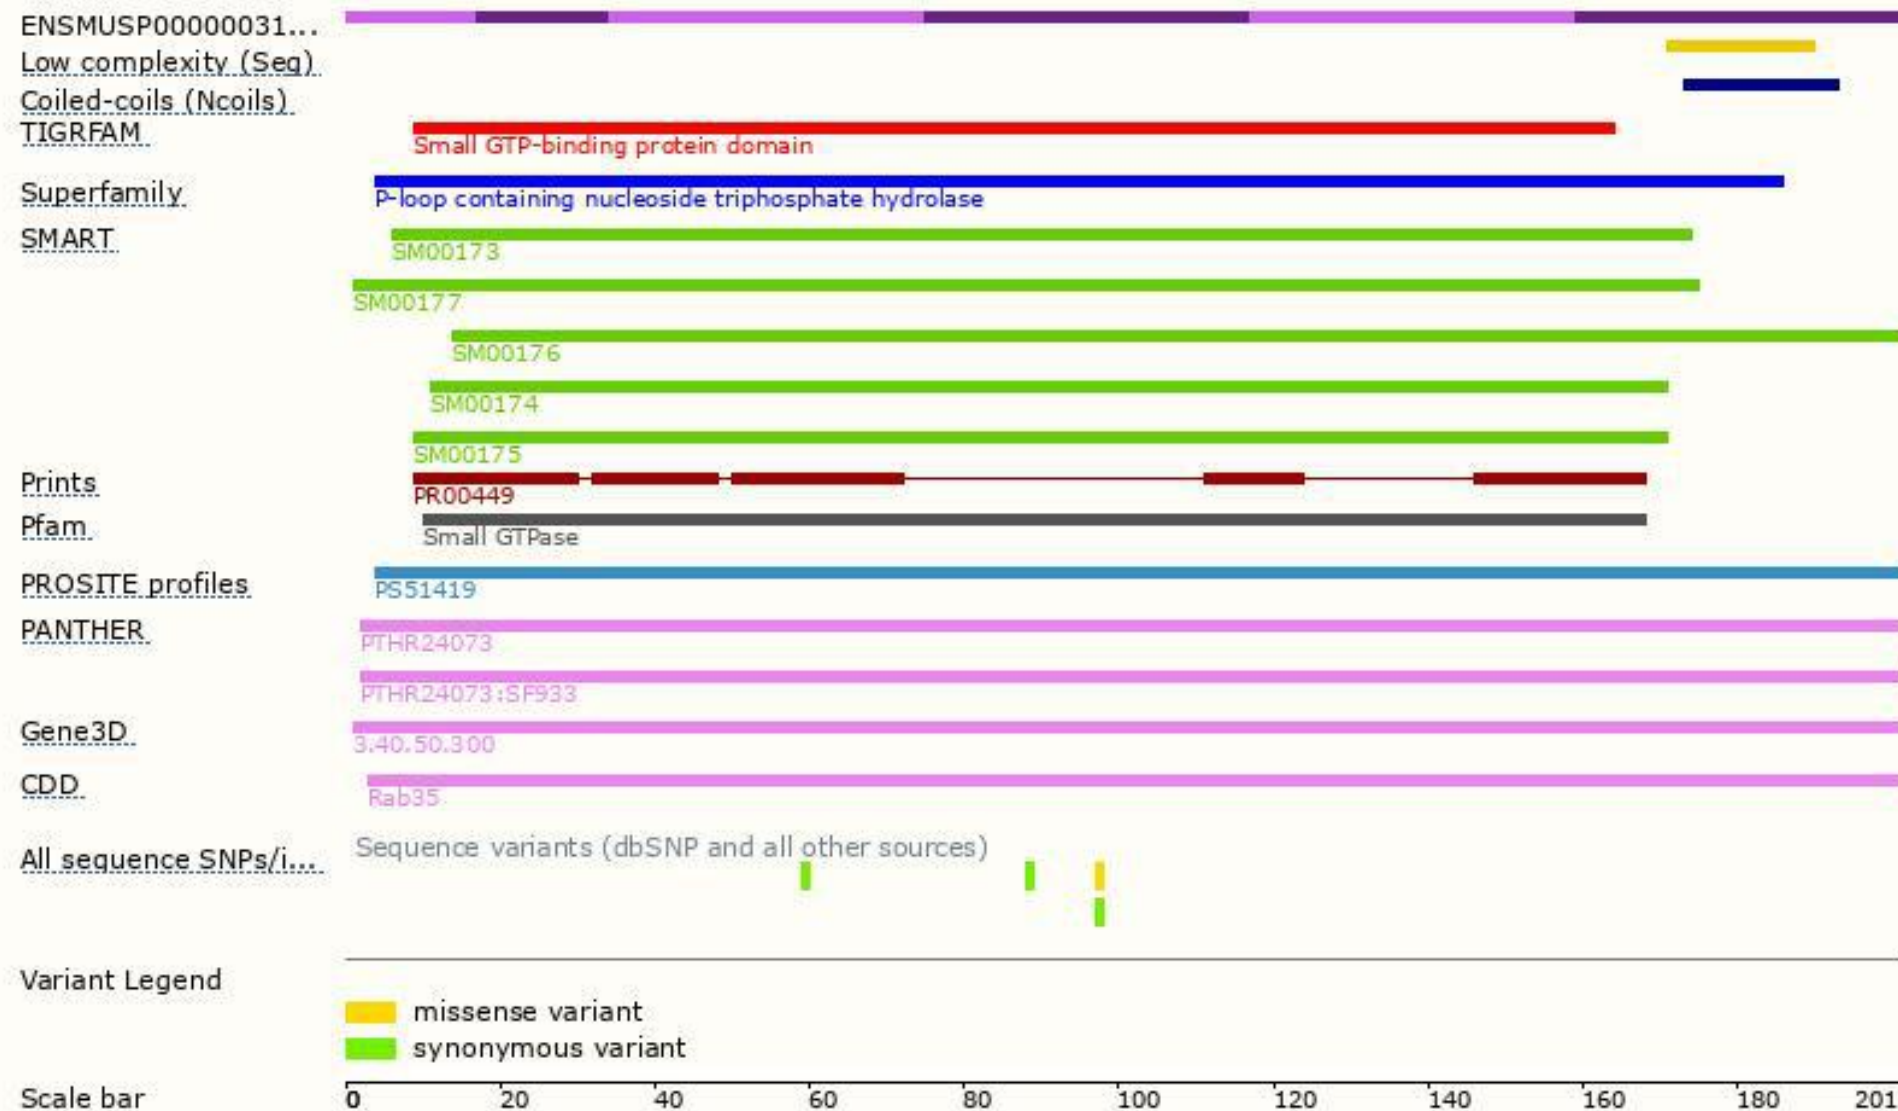 ENSMUSP00000031...
Low complexity (Seg)
Coiled-coils (Ncoils)
TIGRFAM
Small GTP-binding protein domain
Superfamily
P-loop containing nucleoside triphosphate hydrolase
SMART
SM00173
SM00177
SM00176
SM00174
SM00175
Prints
PR00449
Pfam
Small GTPase
PROSITE profiles
PS51419
PANTHER
PTHR24073
PTHR24073:SF933
Gene3D
3.40.50.300
CDD
Rab35
All sequence SNPs/i...
Sequence variants (dbSNP and all other sources)
Variant Legend
missense variant
synonymous variant
Scale bar 0 20 40 60 80 100 120 140 160 180 201